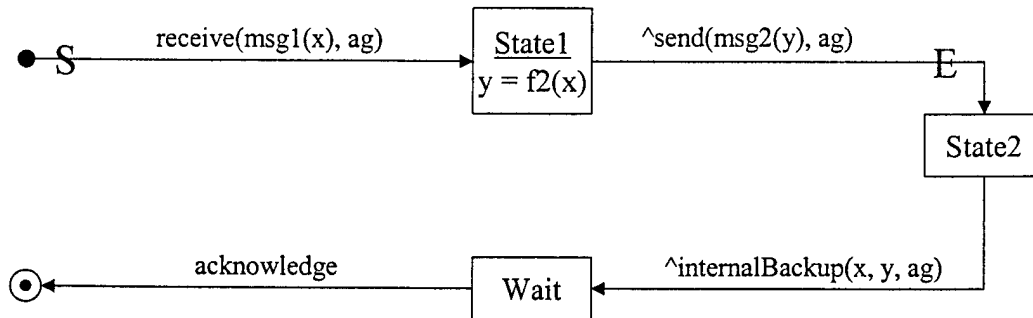 receive(msg1(x), ag)
^send(msg2(y), ag)
S
State1
y = f2(x)
E
State2
acknowledge
^internalBackup(x, y, ag)
Wait